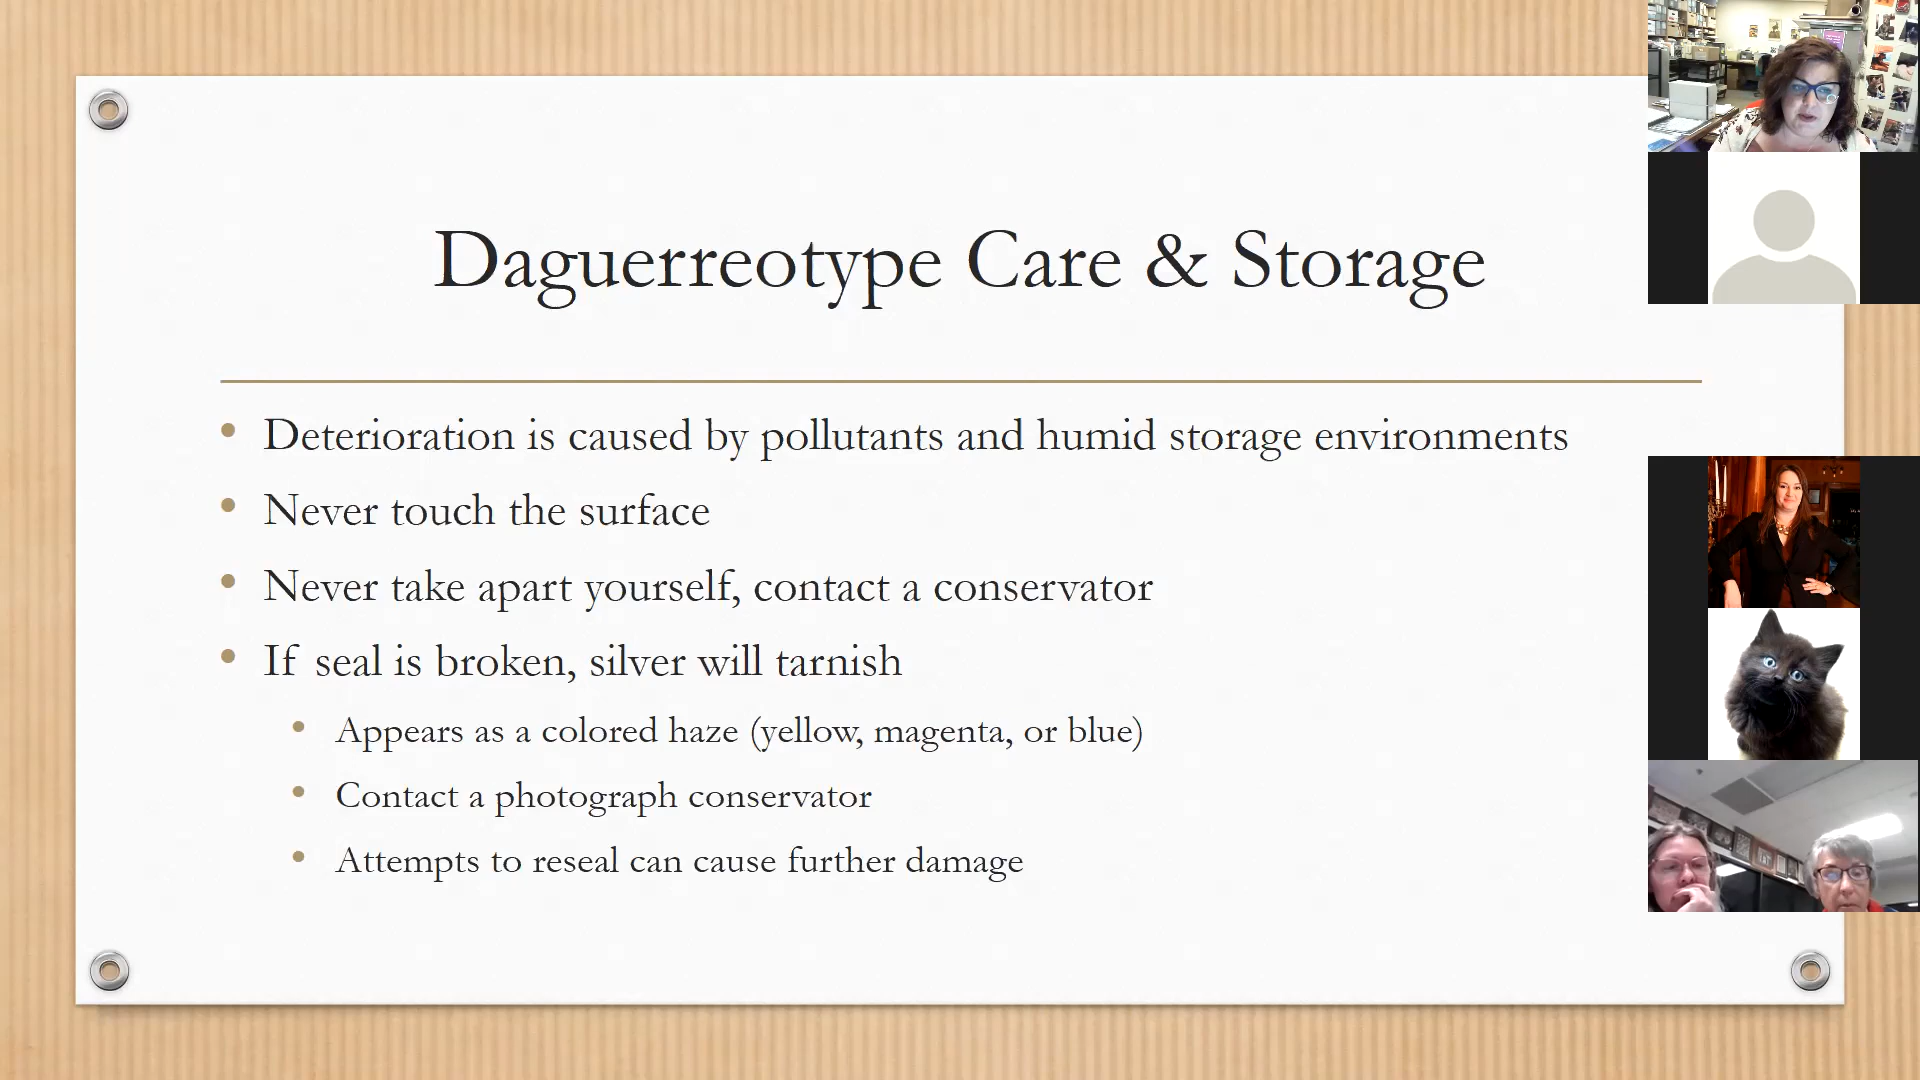 Daguerreotype Care & Storage
• Deterioration is caused by pollutants and humid storage environments
• Never touch the surface
• Never take apart yourself, contact a conservator
• If seal is broken, silver will tarnish
• Appears as a colored haze (yellow, magenta, or blue)
• Contact a photograph conservator
• Attempts to reseal can cause further damage